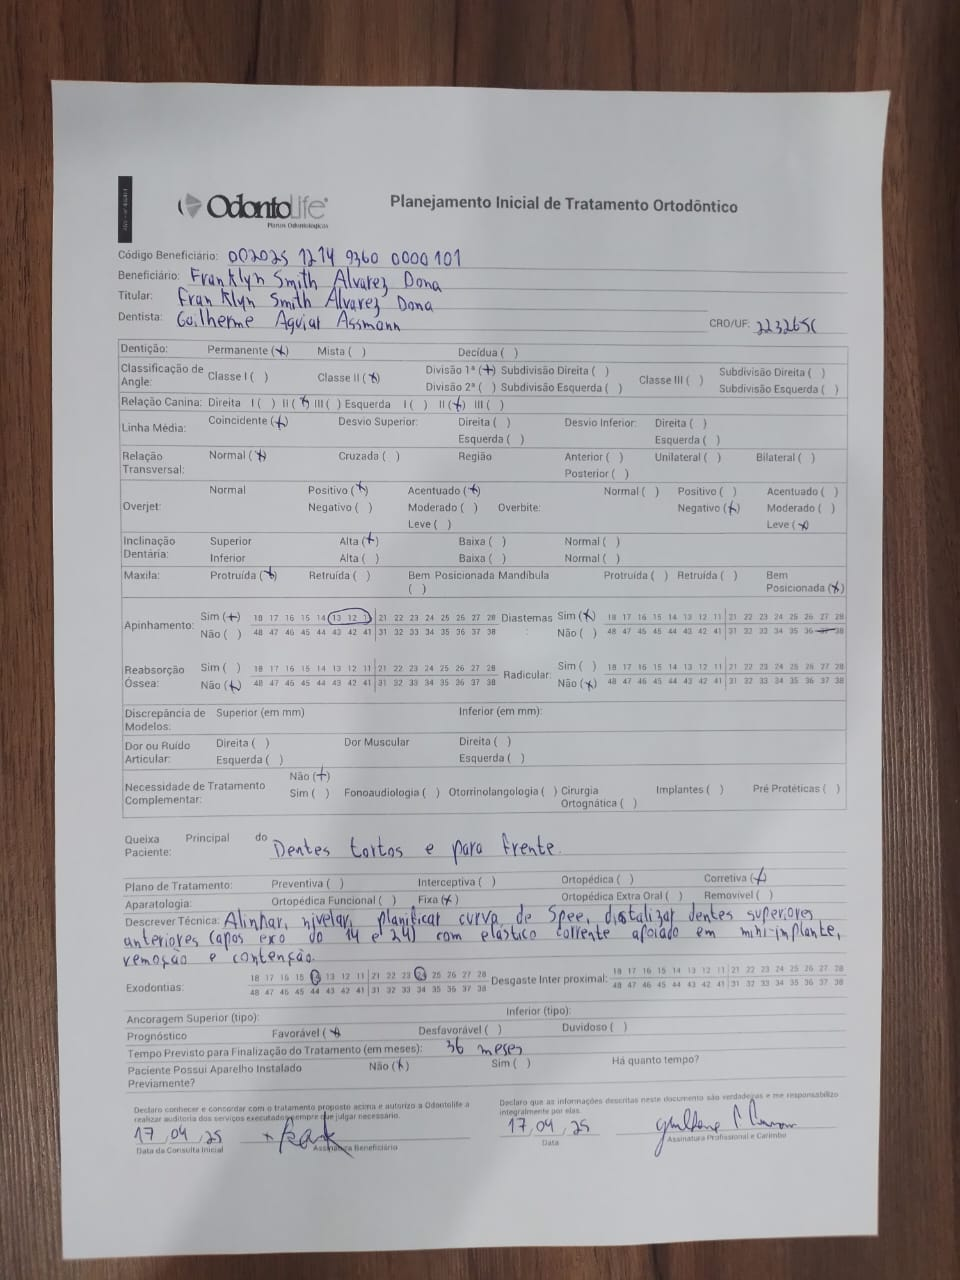 OdontoLife
Planos Odontológicos
Planejamento Inicial de Tratamento Ortodôntico
Código Beneficiário: 002025 1214 9360 0000 101
Beneficiário: Franklyn Smith Alvarez Dona
Titular: Franklyn Smith Alvarez Dona
Dentista: Guilherme Aguiar Assmann CRO/UF:
Dentição: Permanente (x) Mista ( ) Decídua ( )
Classificação de Angle: Classe I ( ) Classe II (x) Divisão 1ª (x) Subdivisão Direita ( ) Classe III ( ) Subdivisão Direita ( )
Divisão 2ª ( ) Subdivisão Esquerda ( ) Subdivisão Esquerda ( )
Relação Canina: Direita I ( ) II (x) III ( ) Esquerda I ( ) II (x) III ( )
Linha Média: Coincidente (x) Desvio Superior: Direita ( ) Desvio Inferior: Direita ( )
Esquerda ( ) Esquerda ( )
Relação Transversal: Normal (x) Cruzada ( ) Região Anterior ( ) Unilateral ( ) Bilateral ( )
Posterior ( )
Overjet: Normal Positivo (x) Acentuado (x) Overbite: Normal ( ) Positivo ( ) Acentuado ( )
Negativo ( ) Moderado ( ) Negativo (x) Moderado ( )
Leve ( ) Leve (x)
Inclinação Dentária: Superior Alta (x) Baixa ( ) Normal ( )
Inferior Alta ( ) Baixa ( ) Normal ( )
Maxila: Protruída (x) Retruída ( ) Bem Posicionada ( ) Mandíbula Protruída ( ) Retruída ( ) Bem Posicionada (x)
Apinhamento: Sim (x) 18 17 16 15 14 13 12 11 21 22 23 24 25 26 27 28 Diastemas: Sim (x) 18 17 16 15 14 13 12 11 21 22 23 24 25 26 27 28
Não ( ) 48 47 46 45 44 43 42 41 31 32 33 34 35 36 37 38 Não ( ) 48 47 46 45 44 43 42 41 31 32 33 34 35 36 37 38
Reabsorção Óssea: Sim ( ) 18 17 16 15 14 13 12 11 21 22 23 24 25 26 27 28 Radicular: Sim ( ) 18 17 16 15 14 13 12 11 21 22 23 24 25 26 27 28
Não (x) 48 47 46 45 44 43 42 41 31 32 33 34 35 36 37 38 Não (x) 48 47 46 45 44 43 42 41 31 32 33 34 35 36 37 38
Discrepância de Modelos: Superior (em mm) Inferior (em mm):
Dor ou Ruído Articular: Direita ( ) Dor Muscular Direita ( )
Esquerda ( ) Esquerda ( )
Necessidade de Tratamento Complementar: Não (x)
Sim ( ) Fonoaudiologia ( ) Otorrinolangologia ( ) Cirurgia Ortognática ( ) Implantes ( ) Pré Protéticas ( )
Queixa Principal do Paciente: Dentes tortos e para frente.
Plano de Tratamento: Preventiva ( ) Interceptiva ( ) Ortopédica ( ) Corretiva (x)
Aparatologia: Ortopédica Funcional ( ) Fixa (x) Ortopédica Extra Oral ( ) Removível ( )
Descrever Técnica: Alinhar, nivelar, planificar curva de Spee, distalizar dentes superiores
anteriores (apos exo do 14 e 24) com elástico corrente apoiado em mini-implante,
remoção e contenção.
Exodontias: 18 17 16 15 14 13 12 11 21 22 23 24 25 26 27 28 Desgaste Inter proximal: 18 17 16 15 14 13 12 11 21 22 23 24 25 26 27 28
48 47 46 45 44 43 42 41 31 32 33 34 35 36 37 38 48 47 46 45 44 43 42 41 31 32 33 34 35 36 37 38
Ancoragem Superior (tipo): Inferior (tipo):
Prognóstico Favorável (x) Desfavorável ( ) Duvidoso ( )
Tempo Previsto para Finalização do Tratamento (em meses): 36 meses
Paciente Possui Aparelho Instalado Previamente? Não (x) Sim ( ) Há quanto tempo?
Declaro conhecer e concordar com o tratamento proposto acima e autorizo a Odontolife a
realizar auditoria dos serviços executados sempre que julgar necessário.
Declaro que as informações descritas neste documento são verdadeiras e me responsabilizo
integralmente por elas.
17,04,25 17,04,25
Data da Consulta Inicial Assinatura Beneficiário Data Assinatura Profissional e Carimbo